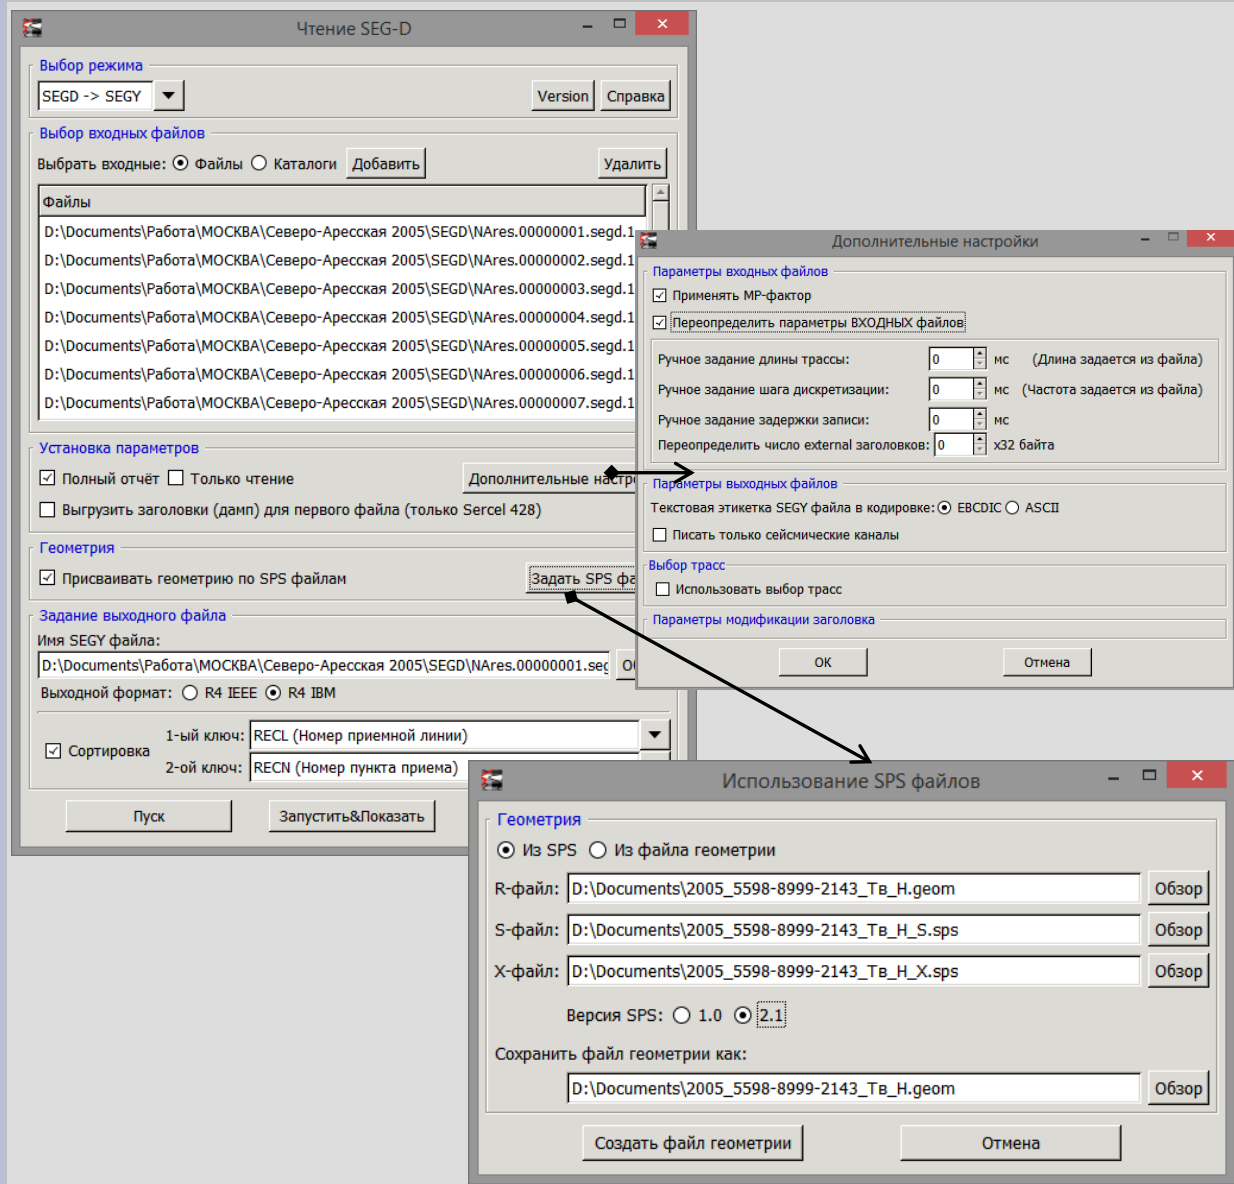 Чтение SEG-D
Выбор режима
SEGD -> SEGY
Version
Справка
Выбор входных файлов
Выбрать входные: Файлы Каталоги Добавить Удалить
Файлы
D:\Documents\Работа\МОСКВА\Северо-Аресская 2005\SEGD\NAres.00000001.segd.1
D:\Documents\Работа\МОСКВА\Северо-Аресская 2005\SEGD\NAres.00000002.segd.1
D:\Documents\Работа\МОСКВА\Северо-Аресская 2005\SEGD\NAres.00000003.segd.1
D:\Documents\Работа\МОСКВА\Северо-Аресская 2005\SEGD\NAres.00000004.segd.1
D:\Documents\Работа\МОСКВА\Северо-Аресская 2005\SEGD\NAres.00000005.segd.1
D:\Documents\Работа\МОСКВА\Северо-Аресская 2005\SEGD\NAres.00000006.segd.1
D:\Documents\Работа\МОСКВА\Северо-Аресская 2005\SEGD\NAres.00000007.segd.1
Установка параметров
Полный отчёт Только чтение Дополнительные
Выгрузить заголовки (дамп) для первого файла (только Sercel 428)
Геометрия
Присваивать геометрию по SPS файлам Задать SPS
Задание выходного файла
Имя SEGY файла:
D:\Documents\Работа\МОСКВА\Северо-Аресская 2005\SEGD\NAres.00000001.seg
Выходной формат: R4 IEEE R4 IBM
Сортировка
1-ый ключ: RECL (Номер приемной линии)
2-ой ключ: RECN (Номер пункта приема)
Пуск
Запустить&Показать
Дополнительные настройки
Параметры входных файлов
Применять MP-фактор
Переопределить параметры ВХОДНЫХ файлов
Ручное задание длины трассы: 0 мс (Длина задается из файла)
Ручное задание шага дискретизации: 0 мс (Частота задается из файла)
Ручное задание задержки записи: 0 мс
Переопределить число external заголовков: 0 x32 байта
Параметры выходных файлов
Текстовая этикетка SEGY файла в кодировке: EBCDIC ASCII
Писать только сейсмические каналы
Выбор трасс
Использовать выбор трасс
Параметры модификации заголовка
OK
Отмена
Использование SPS файлов
Геометрия
Из SPS Из файла геометрии
R-файл: D:\Documents\2005_5598-8999-2143_Тв_Н.geom Обзор
S-файл: D:\Documents\2005_5598-8999-2143_Тв_Н_S.sps Обзор
X-файл: D:\Documents\2005_5598-8999-2143_Тв_Н_X.sps Обзор
Версия SPS: 1.0 2.1
Сохранить файл геометрии как:
D:\Documents\2005_5598-8999-2143_Тв_Н.geom Обзор
Создать файл геометрии
Отмена